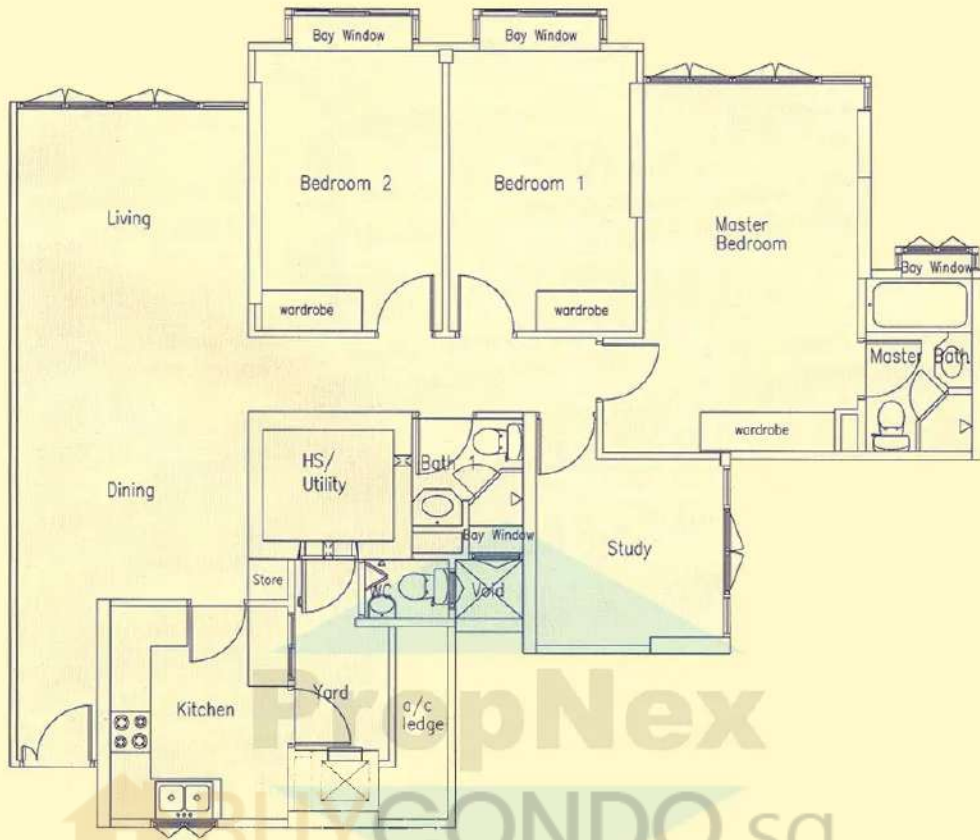 Bay Window
Bay Window
Bedroom 2
Bedroom 1
Living
Master
Bedroom
Bay Window
wardrobe
wardrobe
Master Bath
wardrobe
HS/
Utility
Bath 1
Dining
Bay Window
Study
Store
WC
Void
Yard
Kitchen
a/c
ledge
PropNex
BUYCONDO.sg